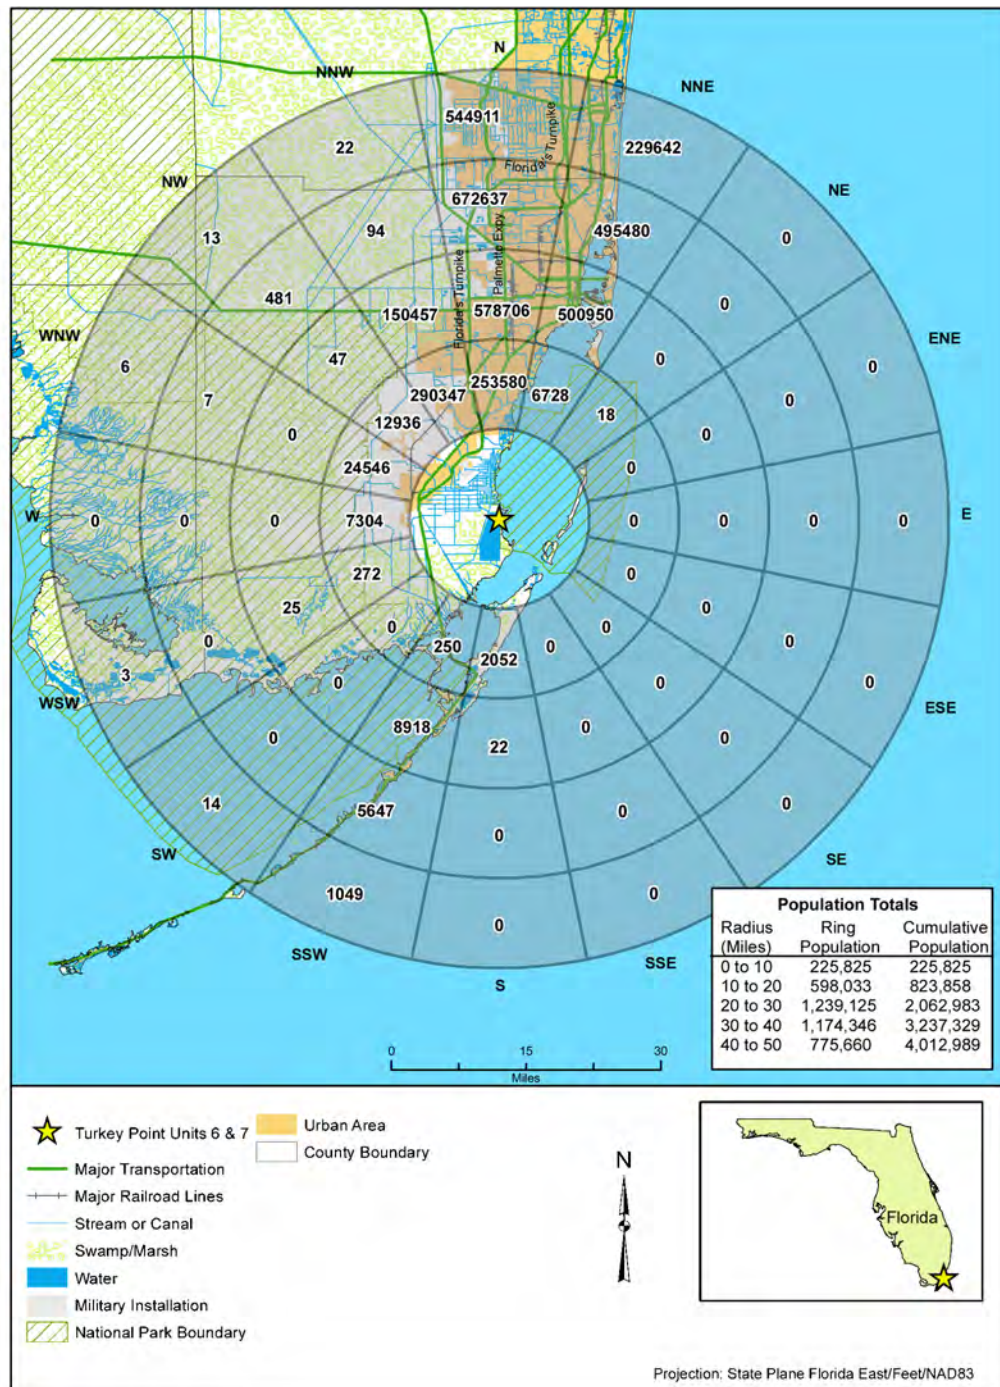 N
NNW
NNE
544911
22
229642
Florida's Turnpike
NW
672637
NE
13
94
Palmetto Expy
495480
0
481
Florida's Turnpike
150457
578706
500950
0
WNW
47
0
ENE
6
290347
253580
6728
0
7
12936
18
0
0
0
24546
0
W
0
0
0
7304
0
0
0
0
E
272
0
25
0
0
0
0
250
2052
0
0
3
0
0
0
WSW
ESE
8918
0
0
0
22
14
5647
0
0
0
SW
SE
1049
0
0
SSW
SSE
S
Population Totals
Radius (Miles) Ring Population Cumulative Population
0 to 10 225,825 225,825
10 to 20 598,033 823,858
20 to 30 1,239,125 2,062,983
30 to 40 1,174,346 3,237,329
40 to 50 775,660 4,012,989
0 15 30
Miles
Turkey Point Units 6 & 7
Major Transportation
Major Railroad Lines
Stream or Canal
Swamp/Marsh
Water
Military Installation
National Park Boundary
Urban Area
County Boundary
N
Florida
Projection: State Plane Florida East/Feet/NAD83